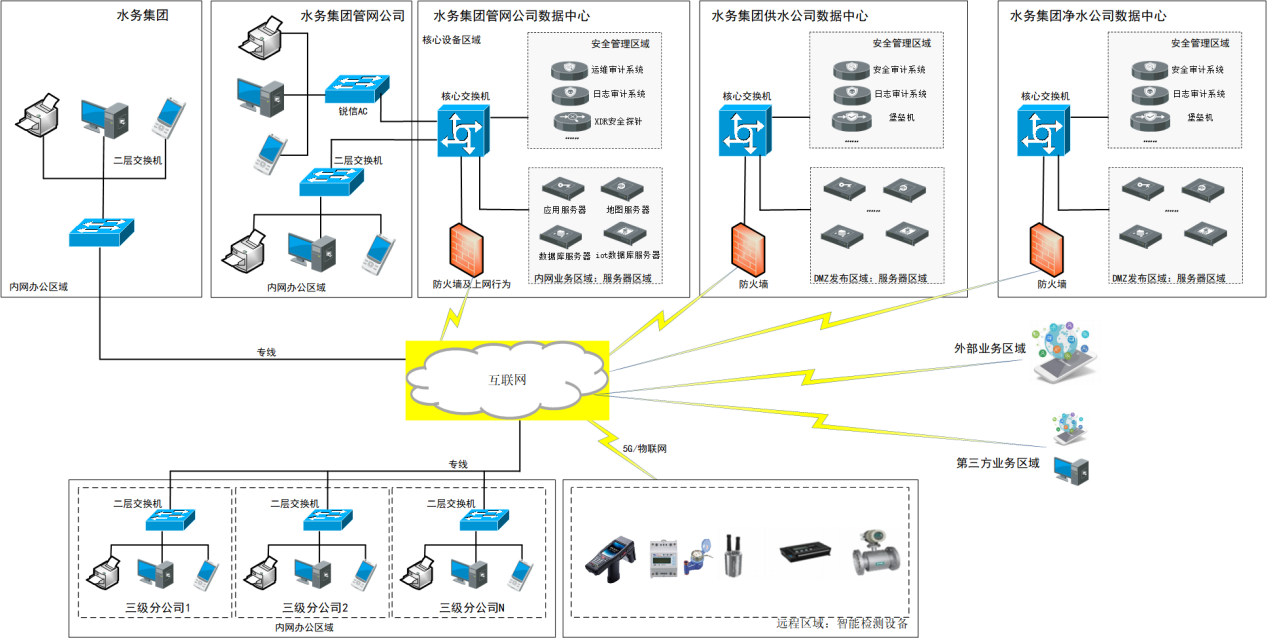 水务集团
二层交换机
内网办公区域
水务集团管网公司
锐信AC
二层交换机
内网办公区域
水务集团管网公司数据中心
核心设备区域
核心交换机
安全管理区域
运维审计系统
日志审计系统
XDR安全探针
......
应用服务器
地图服务器
数据库服务器
iot数据库服务器
内网业务区域：服务器区域
防火墙及上网行为
水务集团供水公司数据中心
核心交换机
安全管理区域
安全审计系统
日志审计系统
堡垒机
......
......
DMZ发布区域：服务器区域
防火墙
水务集团净水公司数据中心
核心交换机
安全管理区域
安全审计系统
日志审计系统
堡垒机
......
......
DMZ发布区域：服务器区域
防火墙
专线
互联网
外部业务区域
第三方业务区域
5G/物联网
专线
二层交换机
三级分公司1
二层交换机
三级分公司2
二层交换机
三级分公司N
内网办公区域
远程区域：智能检测设备